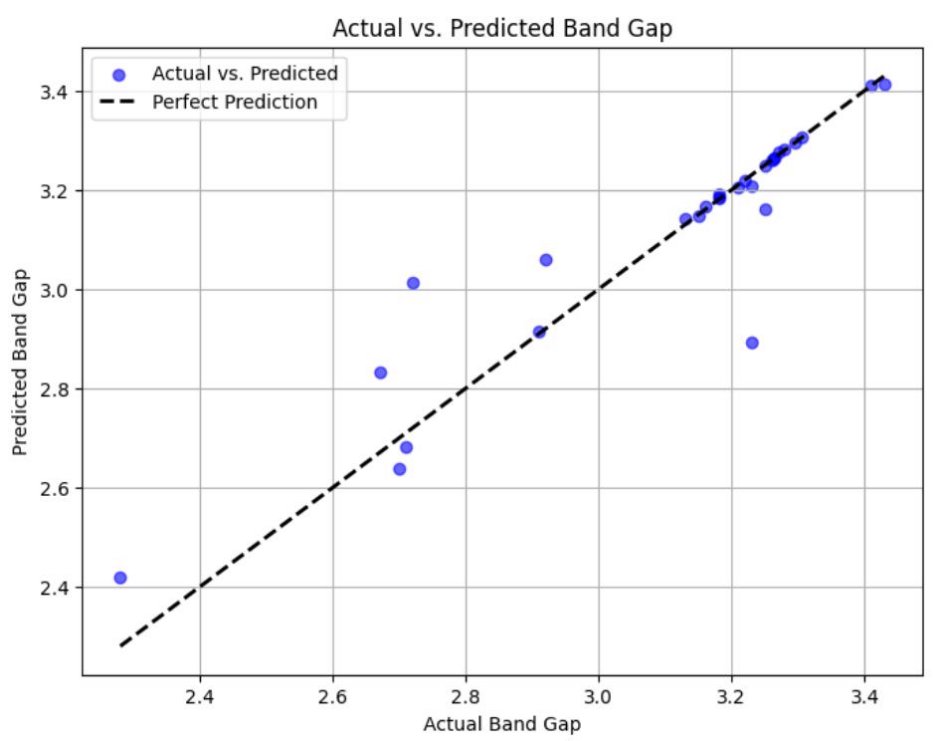 Actual vs. Predicted Band Gap
Actual vs. Predicted
Perfect Prediction
Predicted Band Gap
3.4
3.2
3.0
2.8
2.6
2.4
2.4 2.6 2.8 3.0 3.2 3.4
Actual Band Gap